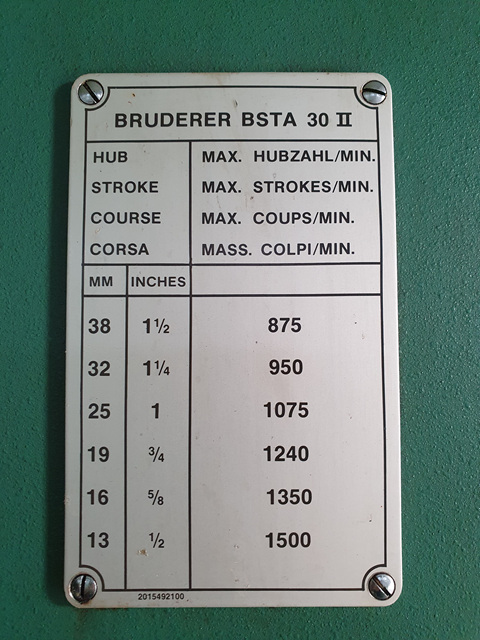 BRUDERER BSTA 30 II
HUB MAX. HUBZAHL/MIN.
STROKE MAX. STROKES/MIN.
COURSE MAX. COUPS/MIN.
CORSA MASS. COLPI/MIN.
MM INCHES
38 1½ 875
32 1¼ 950
25 1 1075
19 ¾ 1240
16 ⅝ 1350
13 ½ 1500
2015492100